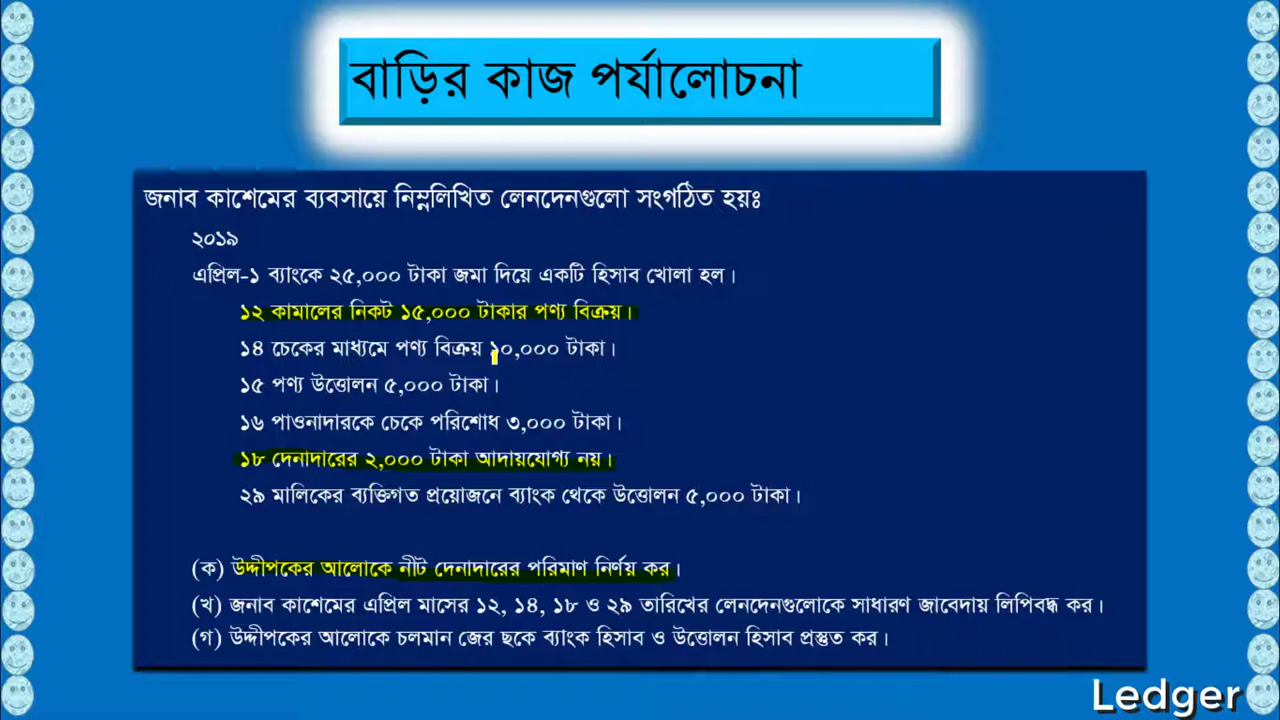 বাড়ির কাজ পর্যালোচনা
জনাব কাশেমের ব্যবসায়ে নিম্নলিখিত লেনদেনগুলো সংগঠিত হয়ঃ
২০১৯
এপ্রিল-১ ব্যাংকে ২৫,০০০ টাকা জমা দিয়ে একটি হিসাব খোলা হল।
১২ কামালের নিকট ১৫,০০০ টাকার পণ্য বিক্রয়।
১৪ চেকের মাধ্যমে পণ্য বিক্রয় ১০,০০০ টাকা।
১৫ পণ্য উত্তোলন ৫,০০০ টাকা।
১৬ পাওনাদারকে চেকে পরিশোধ ৩,০০০ টাকা।
১৮ দেনাদারের ২,০০০ টাকা আদায়যোগ্য নয়।
২৯ মালিকের ব্যক্তিগত প্রয়োজনে ব্যাংক থেকে উত্তোলন ৫,০০০ টাকা।
(ক) উদ্দীপকের আলোকে নীট দেনাদারের পরিমাণ নির্ণয় কর।
(খ) জনাব কাশেমের এপ্রিল মাসের ১২, ১৪, ১৮ ও ২৯ তারিখের লেনদেনগুলোকে সাধারণ জাবেদায় লিপিবদ্ধ কর।
(গ) উদ্দীপকের আলোকে চলমান জের ছকে ব্যাংক হিসাব ও উত্তোলন হিসাব প্রস্তুত কর।
Ledger